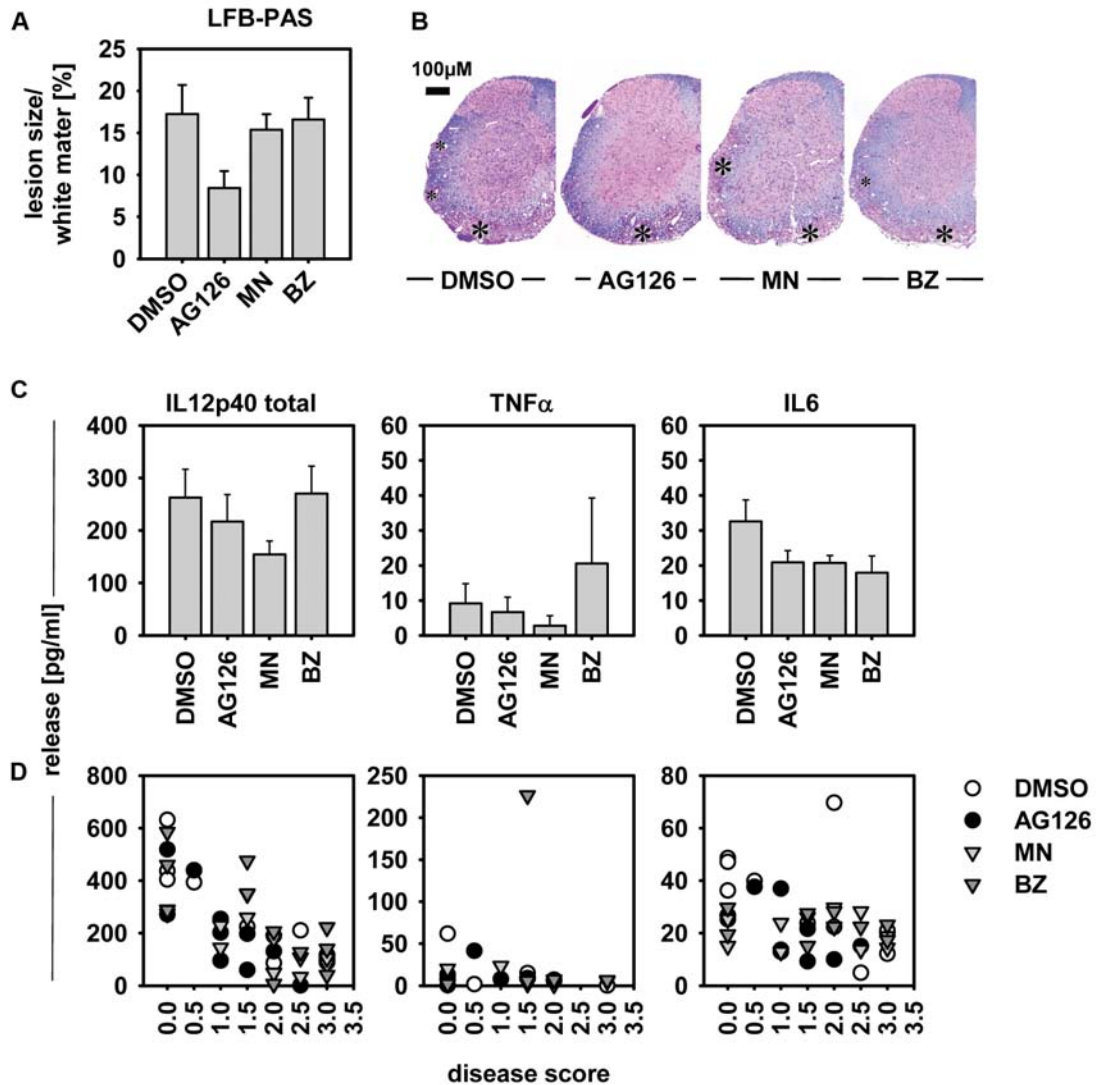 A
LFB-PAS
lesion size/
white mater [%]
25
20
15
10
5
0
DMSO
AG126
MN
BZ
B
100µM
*
*
*
*
*
*
*
*
DMSO
AG126
MN
BZ
C
release [pg/ml]
IL12p40 total
400
300
200
100
0
DMSO
AG126
MN
BZ
TNFα
60
50
40
30
20
10
0
DMSO
AG126
MN
BZ
IL6
60
50
40
30
20
10
0
DMSO
AG126
MN
BZ
D
800
600
400
200
0
0.0
0.5
1.0
1.5
2.0
2.5
3.0
3.5
250
200
150
100
50
0
0.0
0.5
1.0
1.5
2.0
2.5
3.0
3.5
80
60
40
20
0
0.0
0.5
1.0
1.5
2.0
2.5
3.0
3.5
DMSO
AG126
MN
BZ
disease score